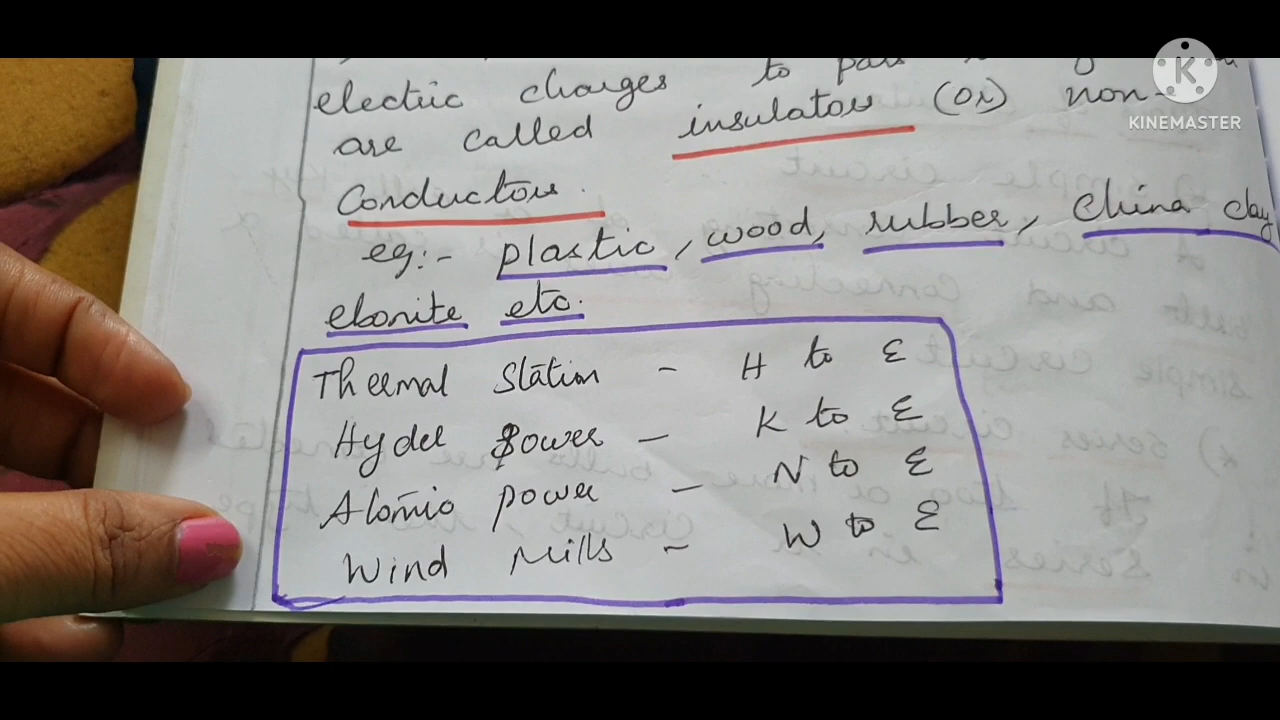 electric charges to pass
are called insulators (or) non-
Conductors.
eg:- plastic, wood, rubber, China clay
ebonite etc.
Thermal Station - H to E
Hydel Power - K to E
Atomic power - N to E
Wind Mills - W to E
KINEMASTER